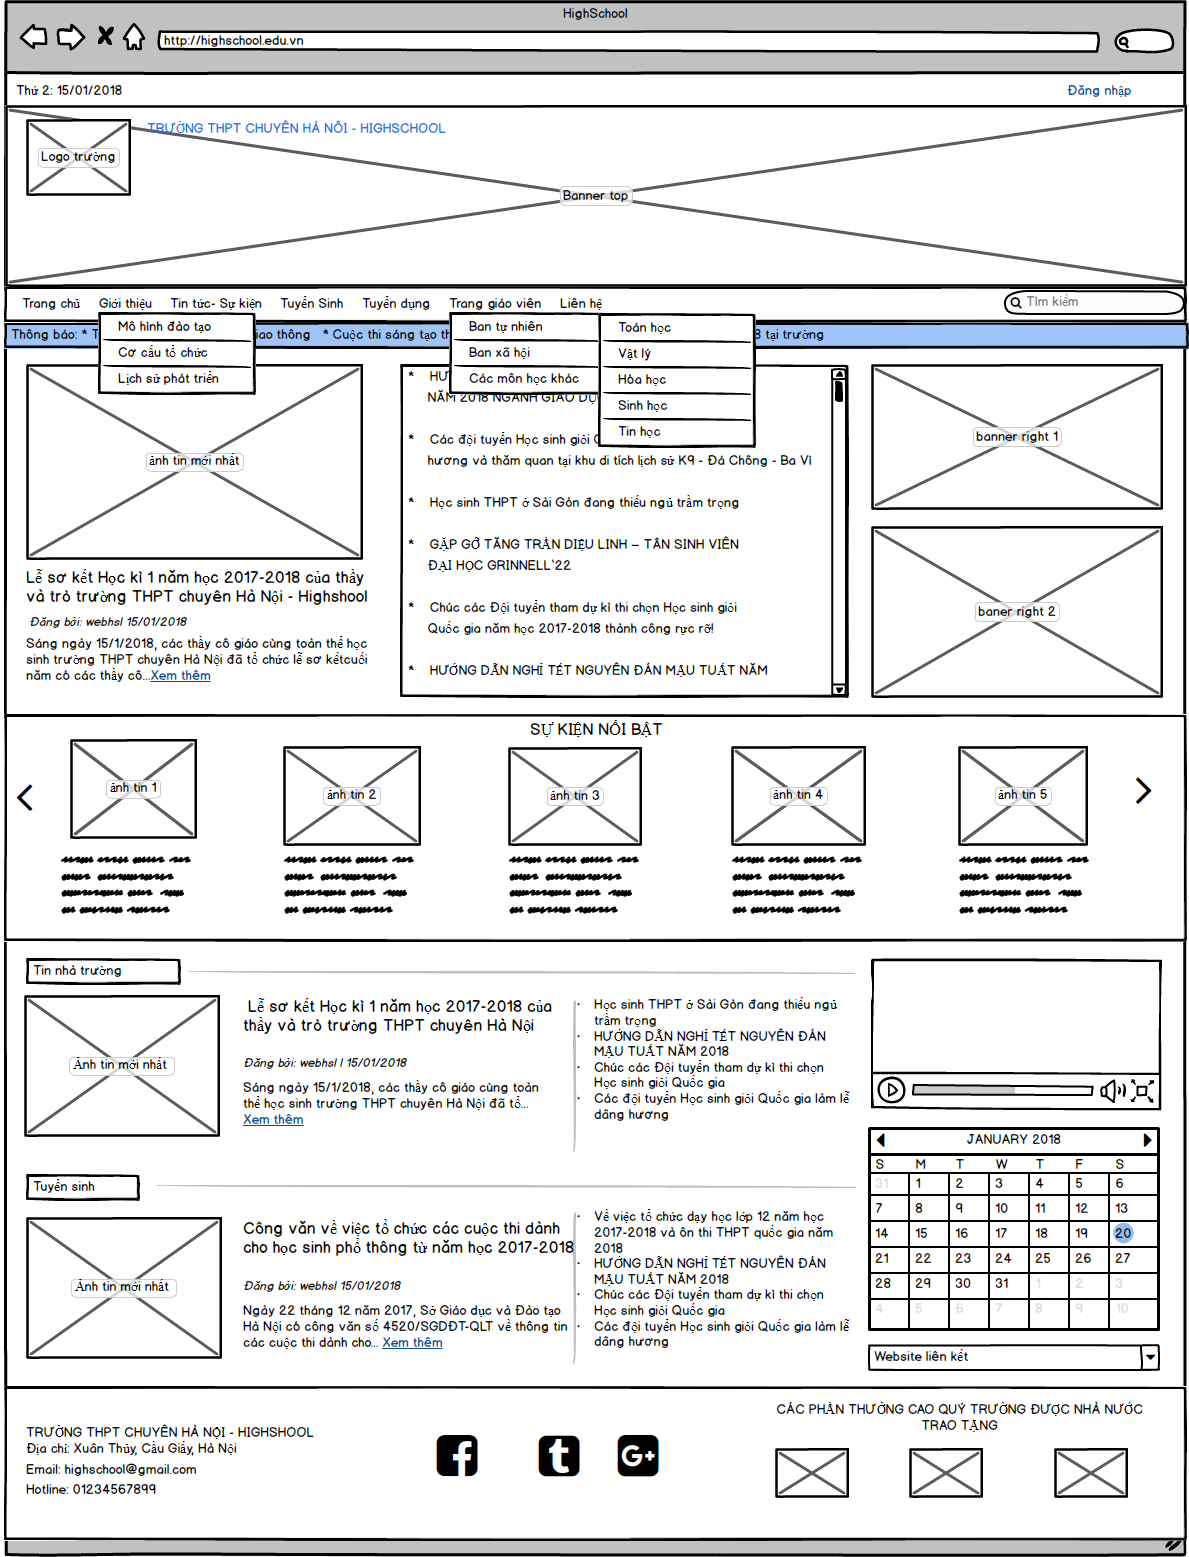 HighSchool
http://highschool.edu.vn
Thứ 2: 15/01/2018
Đăng nhập
TRƯỜNG THPT CHUYÊN HÀ NÔI - HIGHSCHOOL
Logo trường
Banner top
Trang chủ Giới thiệu Tin tức- Sự kiện Tuyển Sinh Tuyển dụng Trang giáo viên Liên hệ
Tìm kiếm
Thông báo: * T
iao thông * Cuộc thi sáng tạo th
8 tại trường
Mô hình đào tạo
Cơ cấu tổ chức
Lịch sử phát triển
Ban tự nhiên
Ban xã hội
Các môn học khác
Toán học
Vật lý
Hóa học
Sinh học
Tin học
ảnh tin mới nhất
Lễ sơ kết Học kì 1 năm học 2017-2018 của thầy
và trò trường THPT chuyên Hà Nội - Highshool
Đăng bởi: webhsl 15/01/2018
Sáng ngày 15/1/2018, các thầy cô giáo cùng toàn thể học
sinh trường THPT chuyên Hà Nội đã tổ chức lễ sơ kếtcuối
năm có các thầy cô...Xem thêm
* HƯ
NĂM 2018 NGÀNH GIÁO DỤC
* Các đội tuyển Học sinh giỏi
hương và thăm quan tại khu di tích lịch sử K9 - Đá Chông - Ba Vì
* Học sinh THPT ở Sài Gòn đang thiếu ngủ trầm trọng
* GẶP GỠ TĂNG TRẦN DIỆU LINH – TÂN SINH VIÊN
ĐẠI HỌC GRINNELL'22
* Chúc các Đội tuyển tham dự kì thi chọn Học sinh giỏi
Quốc gia năm học 2017-2018 thành công rực rỡ!
* HƯỚNG DẪN NGHỈ TẾT NGUYÊN ĐÁN MẬU TUẤT NĂM
banner right 1
baner right 2
SỰ KIỆN NỔI BẬT
ảnh tin 1
ảnh tin 2
ảnh tin 3
ảnh tin 4
ảnh tin 5
Tin nhà trường
Ảnh tin mới nhất
Lễ sơ kết Học kì 1 năm học 2017-2018 của
thầy và trò trường THPT chuyên Hà Nội
Đăng bởi: webhsl l 15/01/2018
Sáng ngày 15/1/2018, các thầy cô giáo cùng toàn
thể học sinh trường THPT chuyên Hà Nội đã tổ...
Xem thêm
· Học sinh THPT ở Sài Gòn đang thiếu ngủ
trầm trọng
· HƯỚNG DẪN NGHỈ TẾT NGUYÊN ĐÁN
MẬU TUẤT NĂM 2018
· Chúc các Đội tuyển tham dự kì thi chọn
Học sinh giỏi Quốc gia
· Các đội tuyển Học sinh giỏi Quốc gia làm lễ
dâng hương
Tuyển sinh
Ảnh tin mới nhất
Công văn về việc tổ chức các cuộc thi dành
cho học sinh phổ thông từ năm học 2017-2018
Đăng bởi: webhsl 15/01/2018
Ngày 22 tháng 12 năm 2017, Sở Giáo dục và Đào tạo
Hà Nội có công văn số 4520/SGDĐT-QLT về thông tin
các cuộc thi dành cho... Xem thêm
· Về việc tổ chức dạy học lớp 12 năm học
2017-2018 và ôn thi THPT quốc gia năm
2018
· HƯỚNG DẪN NGHỈ TẾT NGUYÊN ĐÁN
MẬU TUẤT NĂM 2018
· Chúc các Đội tuyển tham dự kì thi chọn
Học sinh giỏi Quốc gia
· Các đội tuyển Học sinh giỏi Quốc gia làm lễ
dâng hương
JANUARY 2018
S M T W T F S
31 1 2 3 4 5 6
7 8 9 10 11 12 13
14 15 16 17 18 19 20
21 22 23 24 25 26 27
28 29 30 31 1 2 3
4 5 6 7 8 9 10
Website liên kết
TRƯỜNG THPT CHUYÊN HÀ NỘI - HIGHSHOOL
Địa chỉ: Xuân Thủy, Cầu Giấy, Hà Nội
Email: highschool@gmail.com
Hotline: 01234567899
f
t
G+
CÁC PHẦN THƯỞNG CAO QUÝ TRƯỜNG ĐƯỢC NHÀ NƯỚC
TRAO TẶNG